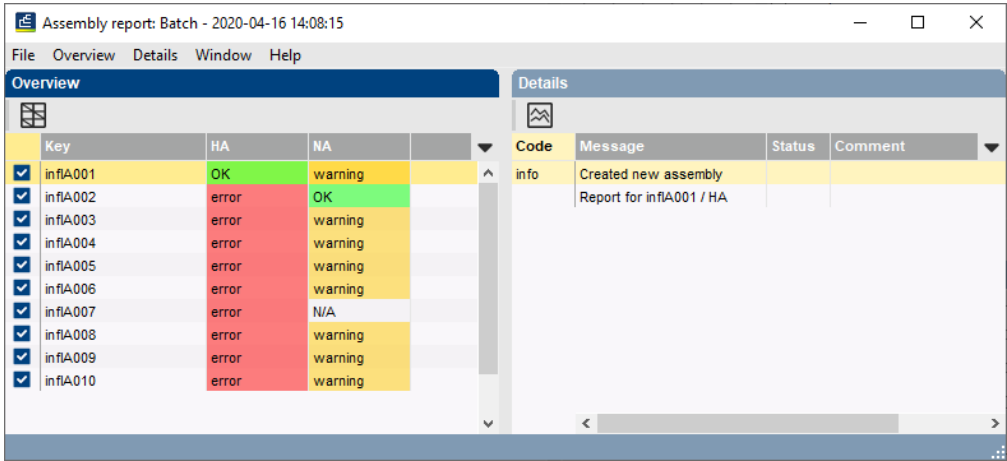 Assembly report: Batch - 2020-04-16 14:08:15
File Overview Details Window Help
Overview
Key HA NA
inflA001 OK warning
inflA002 error OK
inflA003 error warning
inflA004 error warning
inflA005 error warning
inflA006 error warning
inflA007 error N/A
inflA008 error warning
inflA009 error warning
inflA010 error warning
Details
Code Message Status Comment
info Created new assembly
Report for inflA001 / HA